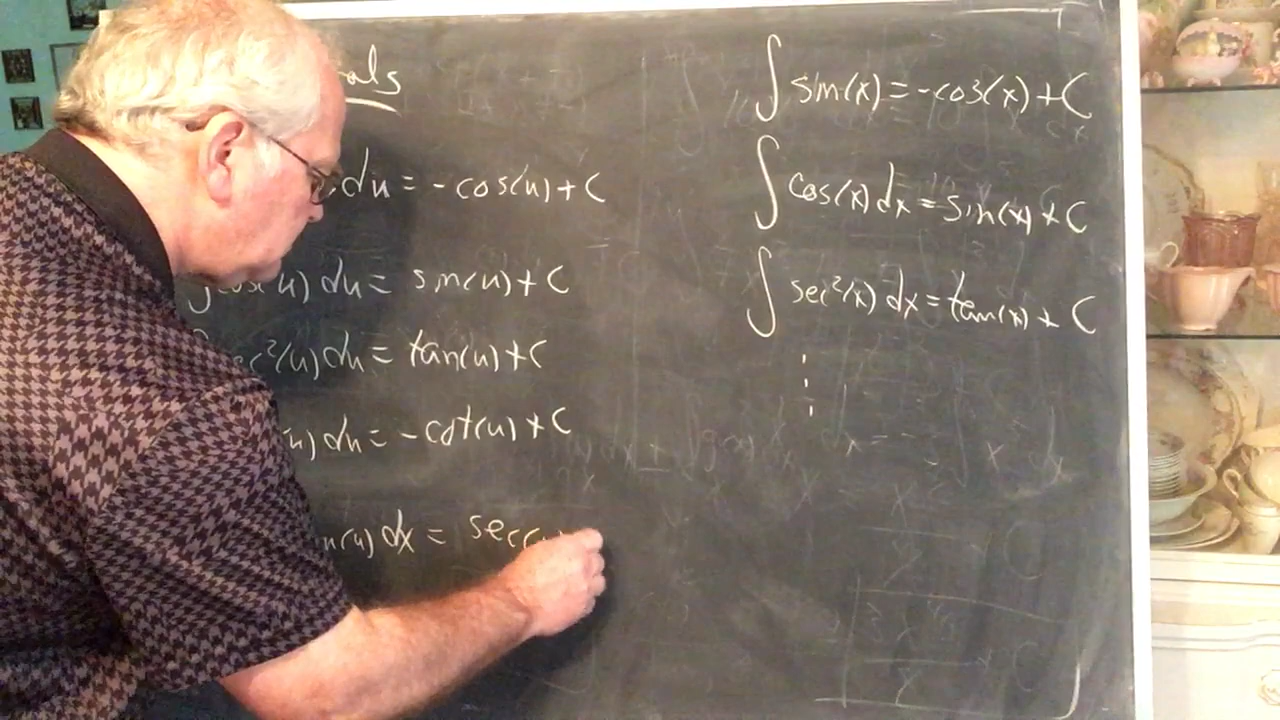 als
du = -cos(u)+C
cos(u) du = sin(u)+C
sec²(u) du = tan(u)+C
u) du = -cot(u)+C
n(u) dx = sec(
∫ sin(x) = -cos(x)+C
∫ cos(x) dx = sin(x)+C
∫ sec²(x) dx = tan(x)+C
⋮